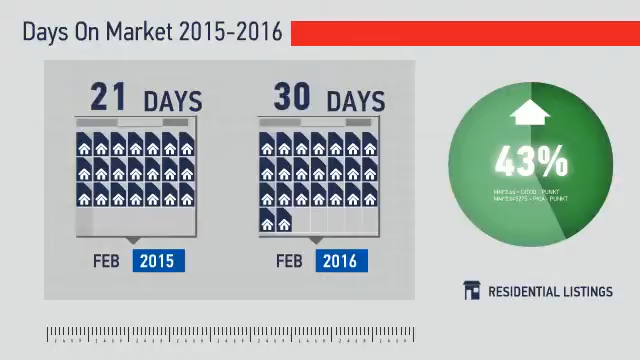 Days On Market 2015-2016
21 DAYS
30 DAYS
43%
FEB 2015
FEB 2016
RESIDENTIAL LISTINGS